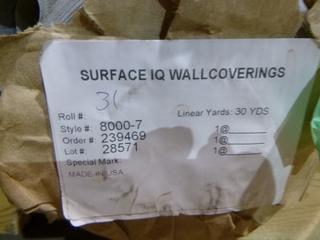 SURFACE IQ WALLCOVERINGS
Roll #: 31 Linear Yards: 30 YDS
Style #: 8000-7 1@
Order #: 239469 1@
Lot #: 28571 1@
Special Mark:
MADE IN USA